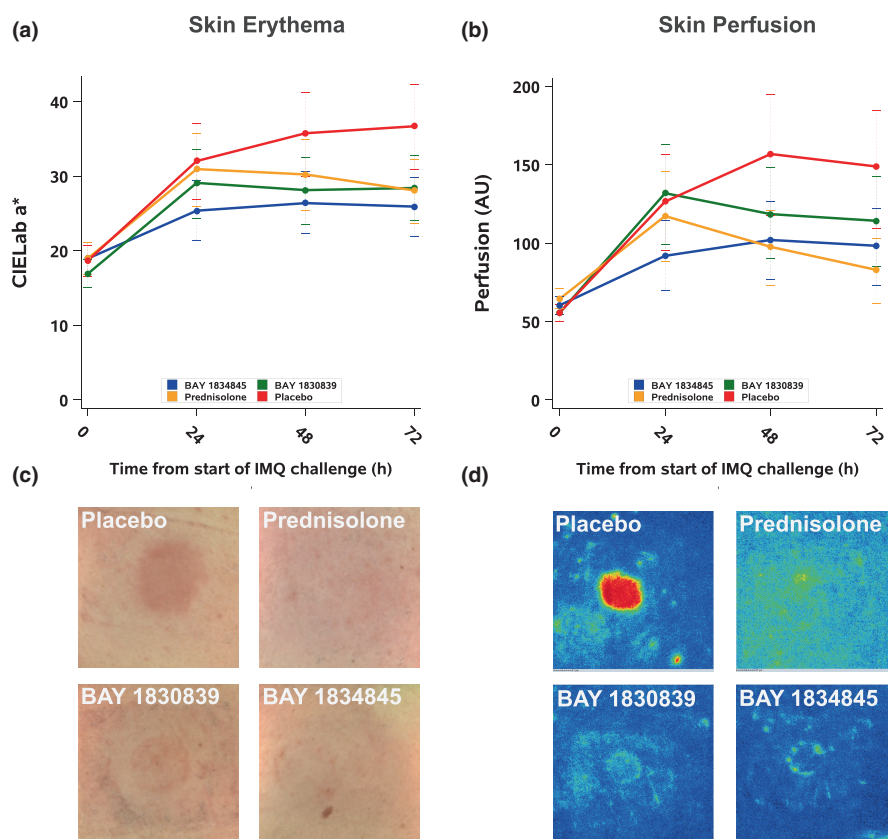 (a) Skin Erythema
(b) Skin Perfusion
CIELab a*
40
30
20
10
0
BAY 1834845 BAY 1830839
Prednisolone Placebo
0 24 48 72
Time from start of IMQ challenge (h)
Perfusion (AU)
200
150
100
50
0
BAY 1834845 BAY 1830839
Prednisolone Placebo
0 24 48 72
Time from start of IMQ challenge (h)
(c)
Placebo Prednisolone
BAY 1830839 BAY 1834845
(d)
Placebo Prednisolone
BAY 1830839 BAY 1834845